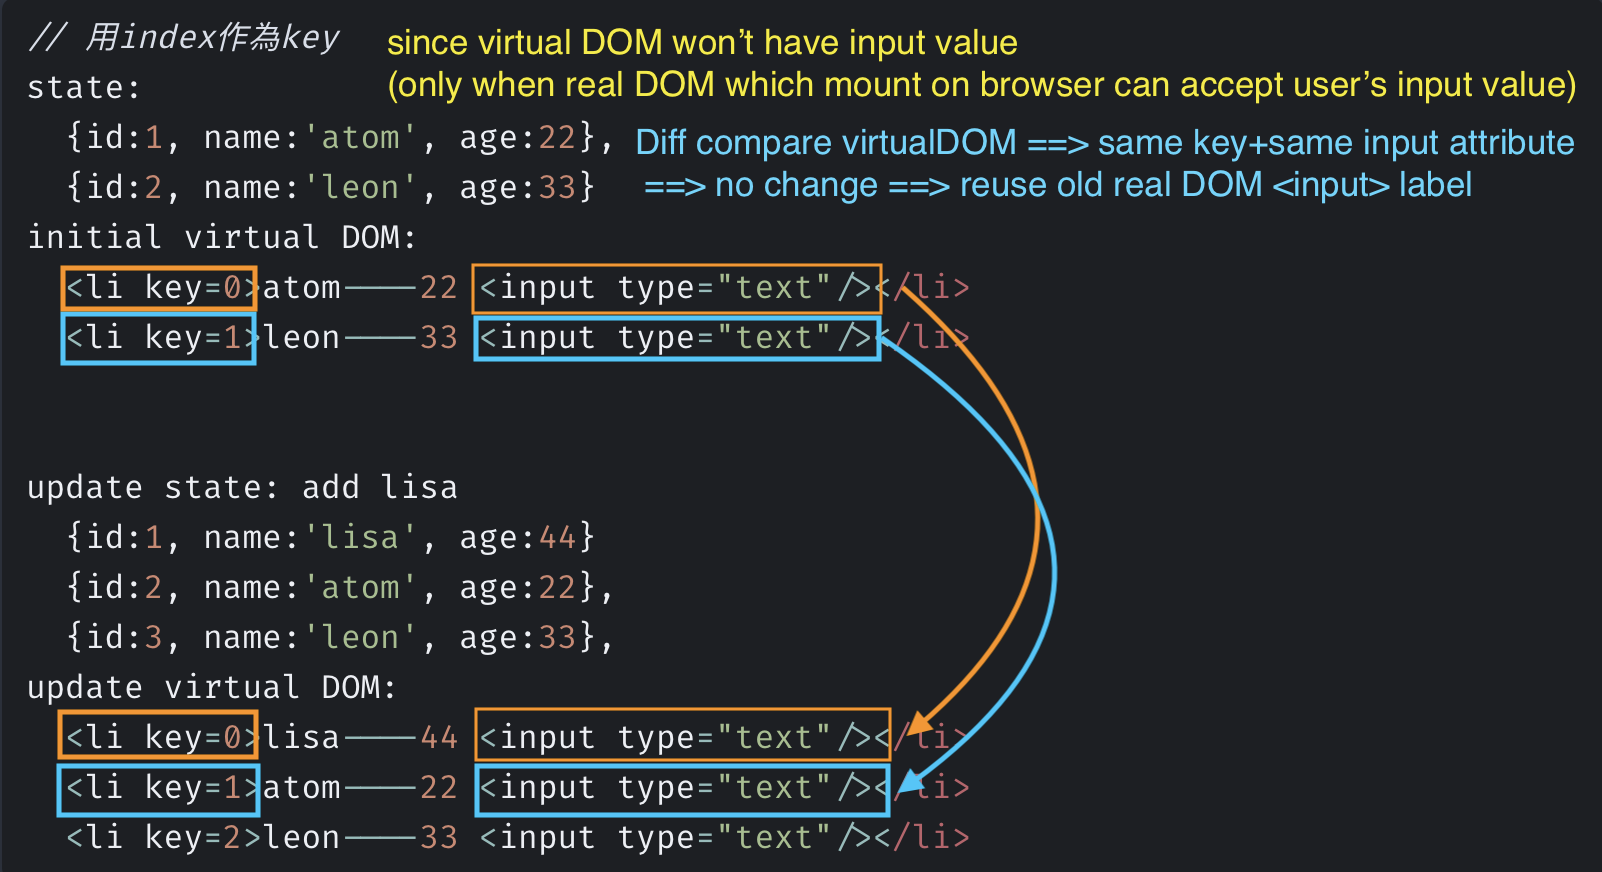 // 用index作為key
since virtual DOM won't have input value
(only when real DOM which mount on browser can accept user's input value)
state:
{id:1, name:'atom', age:22},
Diff compare virtualDOM ==> same key+same input attribute
{id:2, name:'leon', age:33}
==> no change ==> reuse old real DOM <input> label
initial virtual DOM:
<li key=0>atom----22 <input type="text"/></li>
<li key=1>leon----33 <input type="text"/></li>
update state: add lisa
{id:1, name:'lisa', age:44}
{id:2, name:'atom', age:22},
{id:3, name:'leon', age:33},
update virtual DOM:
<li key=0>lisa----44 <input type="text"/></li>
<li key=1>atom----22 <input type="text"/></li>
<li key=2>leon----33 <input type="text"/></li>